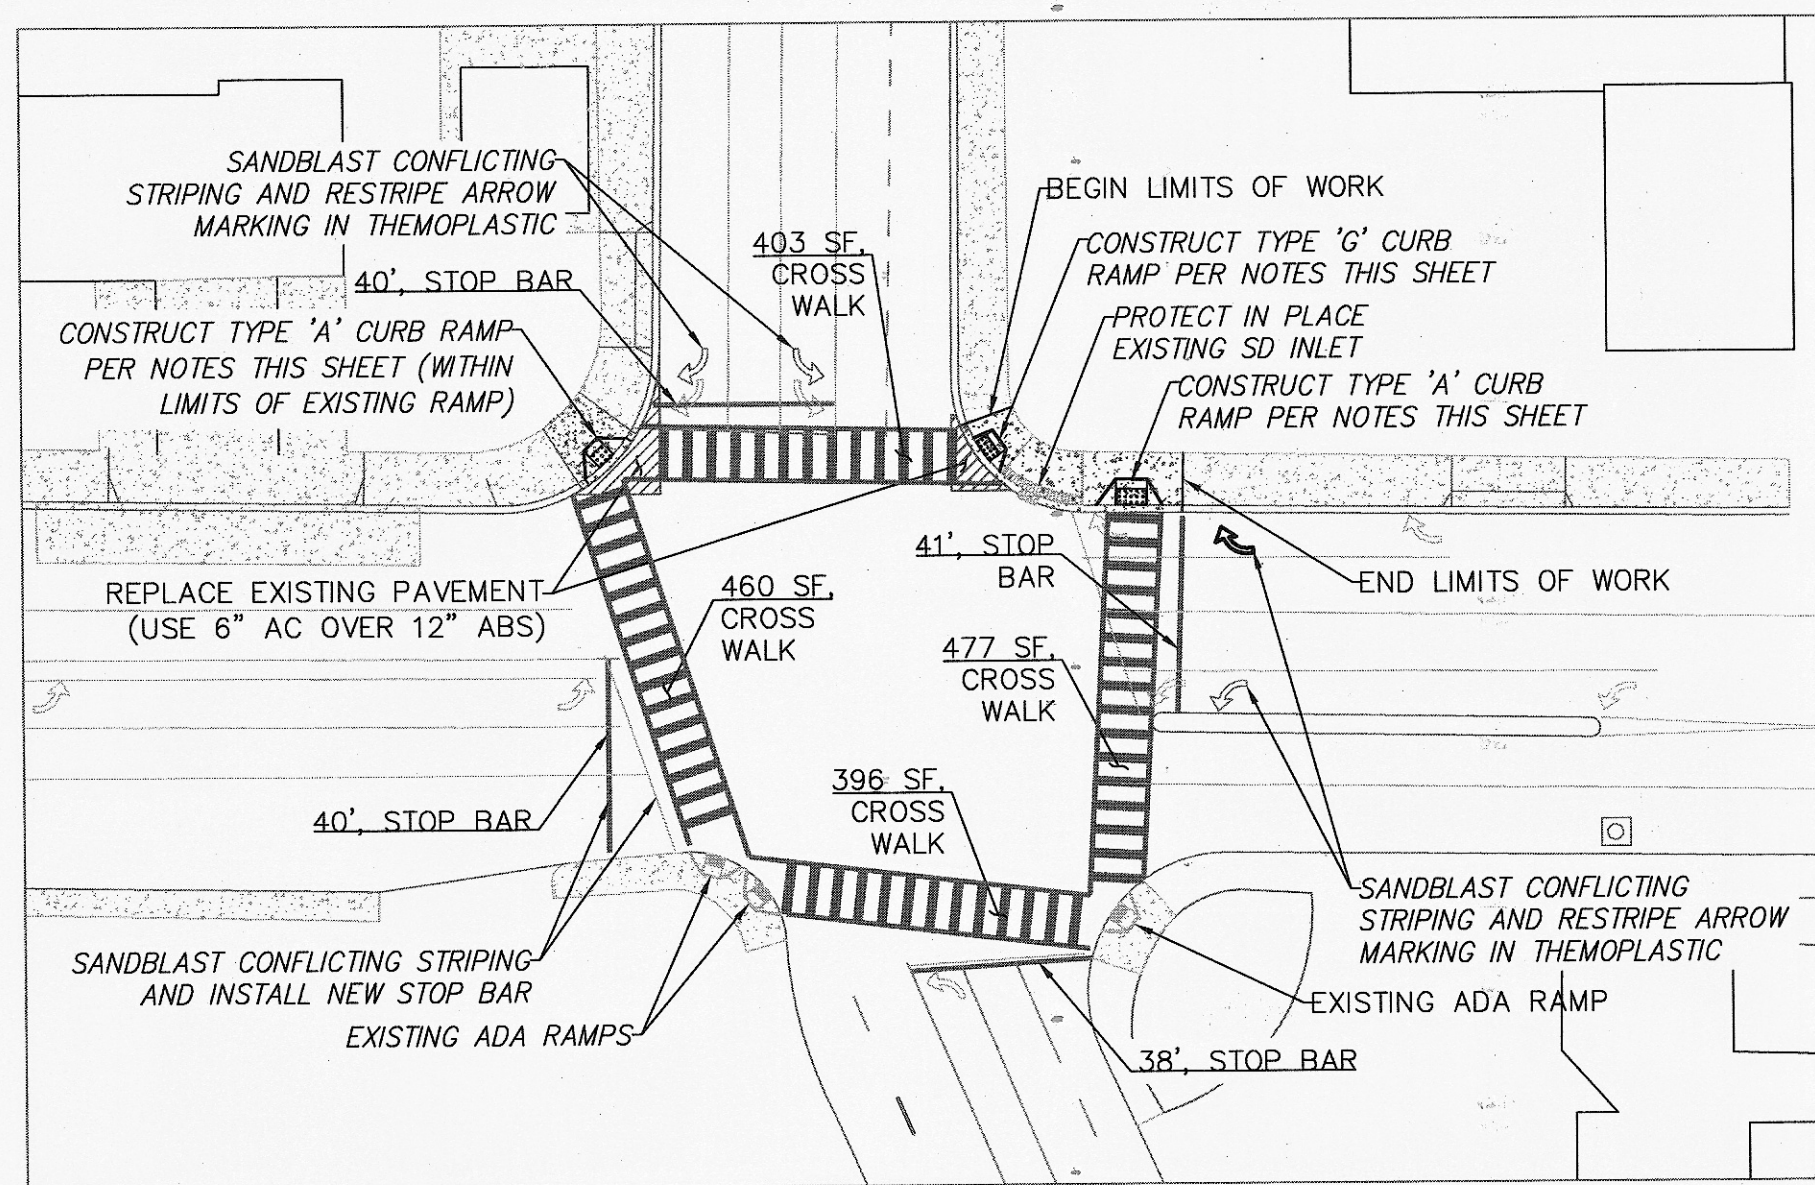 SANDBLAST CONFLICTING
STRIPING AND RESTRIPE ARROW
MARKING IN THEMOPLASTIC
40', STOP BAR
CONSTRUCT TYPE 'A' CURB RAMP
PER NOTES THIS SHEET (WITHIN
LIMITS OF EXISTING RAMP)
403 SF,
CROSS
WALK
BEGIN LIMITS OF WORK
CONSTRUCT TYPE 'G' CURB
RAMP PER NOTES THIS SHEET
PROTECT IN PLACE
EXISTING SD INLET
CONSTRUCT TYPE 'A' CURB
RAMP PER NOTES THIS SHEET
REPLACE EXISTING PAVEMENT
(USE 6" AC OVER 12" ABS)
460 SF,
CROSS
WALK
41', STOP
BAR
END LIMITS OF WORK
477 SF,
CROSS
WALK
40', STOP BAR
396 SF,
CROSS
WALK
SANDBLAST CONFLICTING
STRIPING AND RESTRIPE ARROW
MARKING IN THEMOPLASTIC
SANDBLAST CONFLICTING STRIPING
AND INSTALL NEW STOP BAR
EXISTING ADA RAMPS
EXISTING ADA RAMP
38', STOP BAR